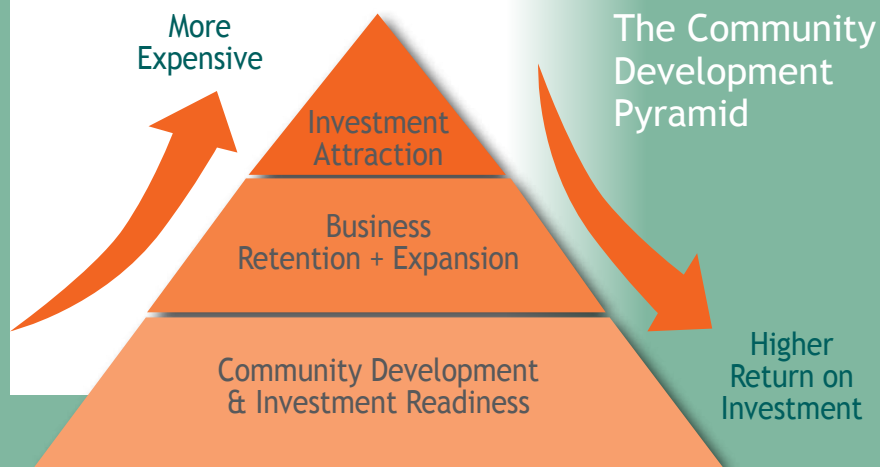 The Community
Development
Pyramid
More
Expensive
Investment
Attraction
Business
Retention + Expansion
Community Development
& Investment Readiness
Higher
Return on
Investment